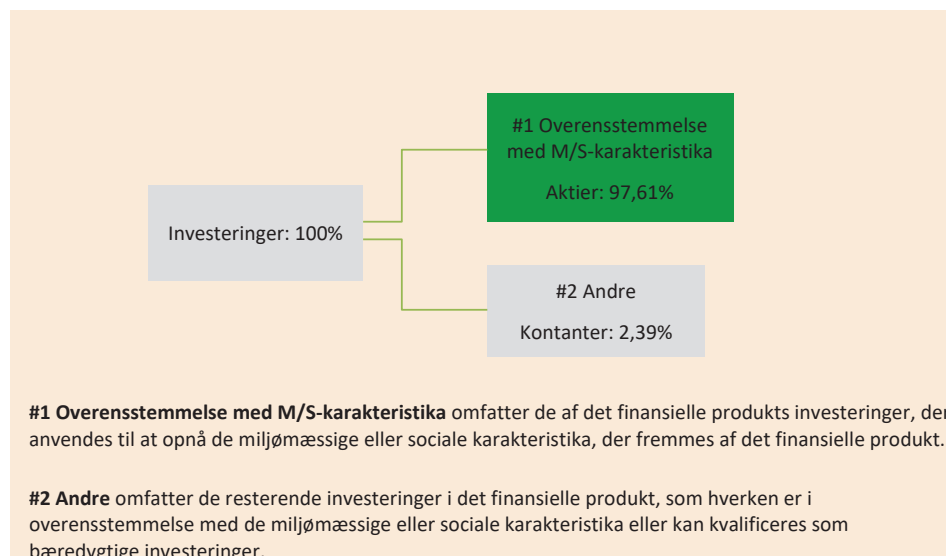 #1 Overensstemmelse
med M/S-karakteristika
Aktier: 97,61%
Investeringer: 100%
#2 Andre
Kontanter: 2,39%
#1 Overensstemmelse med M/S-karakteristika omfatter de af det finansielle produkts investeringer, der
anvendes til at opnå de miljømæssige eller sociale karakteristika, der fremmes af det finansielle produkt.
#2 Andre omfatter de resterende investeringer i det finansielle produkt, som hverken er i
overensstemmelse med de miljømæssige eller sociale karakteristika eller kan kvalificeres som
bæredygtige investeringer.